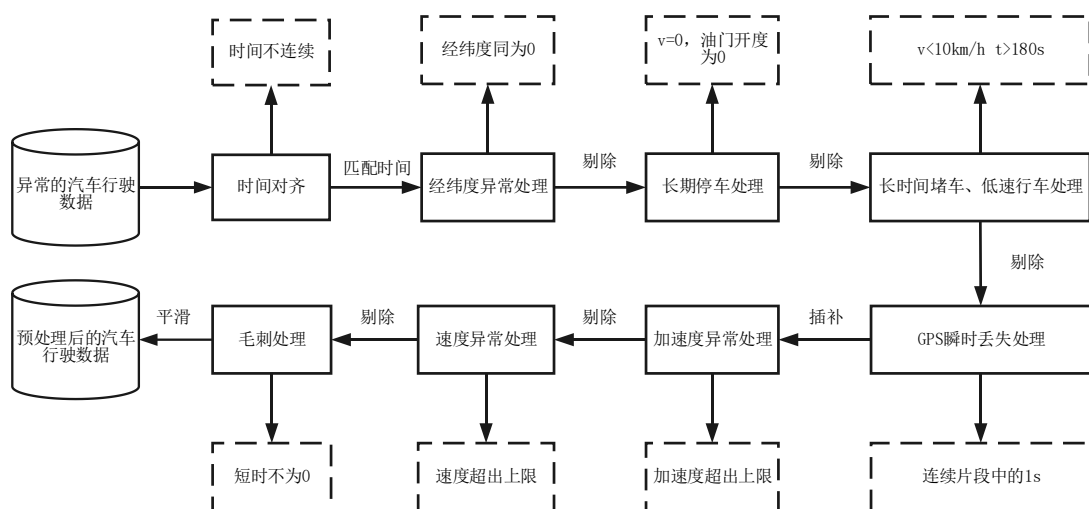 时间不连续
经纬度同为0
v=0，油门开度
为0
v<10km/h t>180s
异常的汽车行驶
数据
时间对齐
匹配时间
经纬度异常处理
剔除
长期停车处理
剔除
长时间堵车、低速行车处理
剔除
预处理后的汽车
行驶数据
平滑
毛刺处理
剔除
速度异常处理
剔除
加速度异常处理
插补
GPS瞬时丢失处理
短时不为0
速度超出上限
加速度超出上限
连续片段中的1s